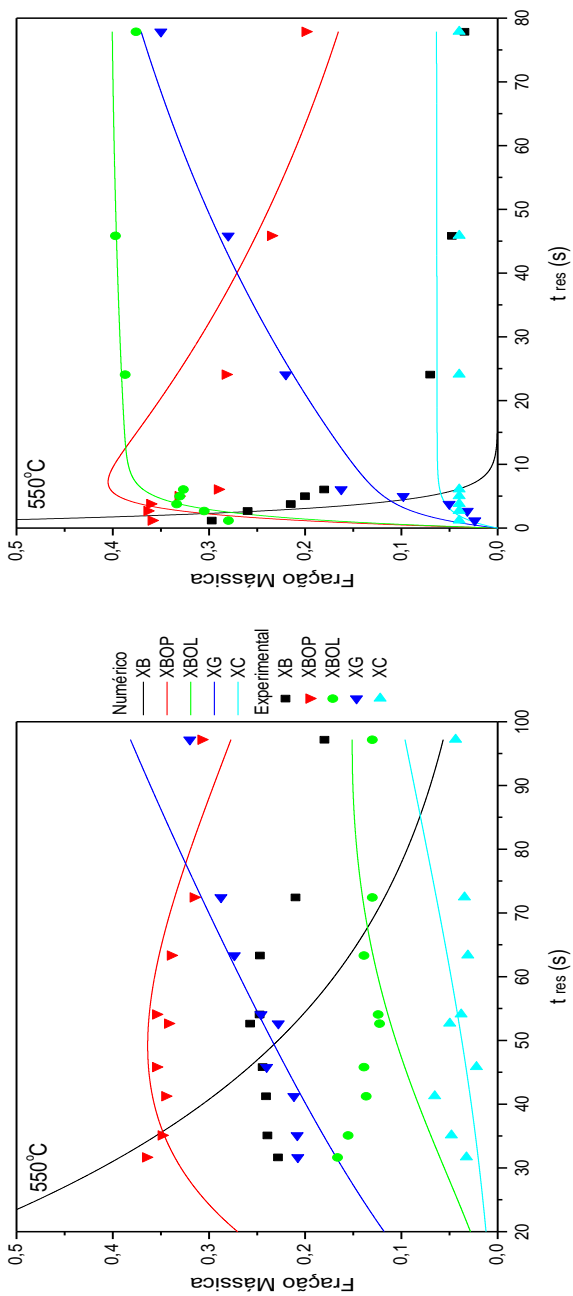 550⁰C
Fração Mássica
0,5
0,4
0,3
0,2
0,1
0,0
20 30 40 50 60 70 80 90 100
t res (s)
Numérico
XB
XBOP
XBOL
XG
XC
Experimental
XB
XBOP
XBOL
XG
XC
550⁰C
Fração Mássica
0,5
0,4
0,3
0,2
0,1
0,0
0 10 20 30 40 50 60 70 80
t res (s)